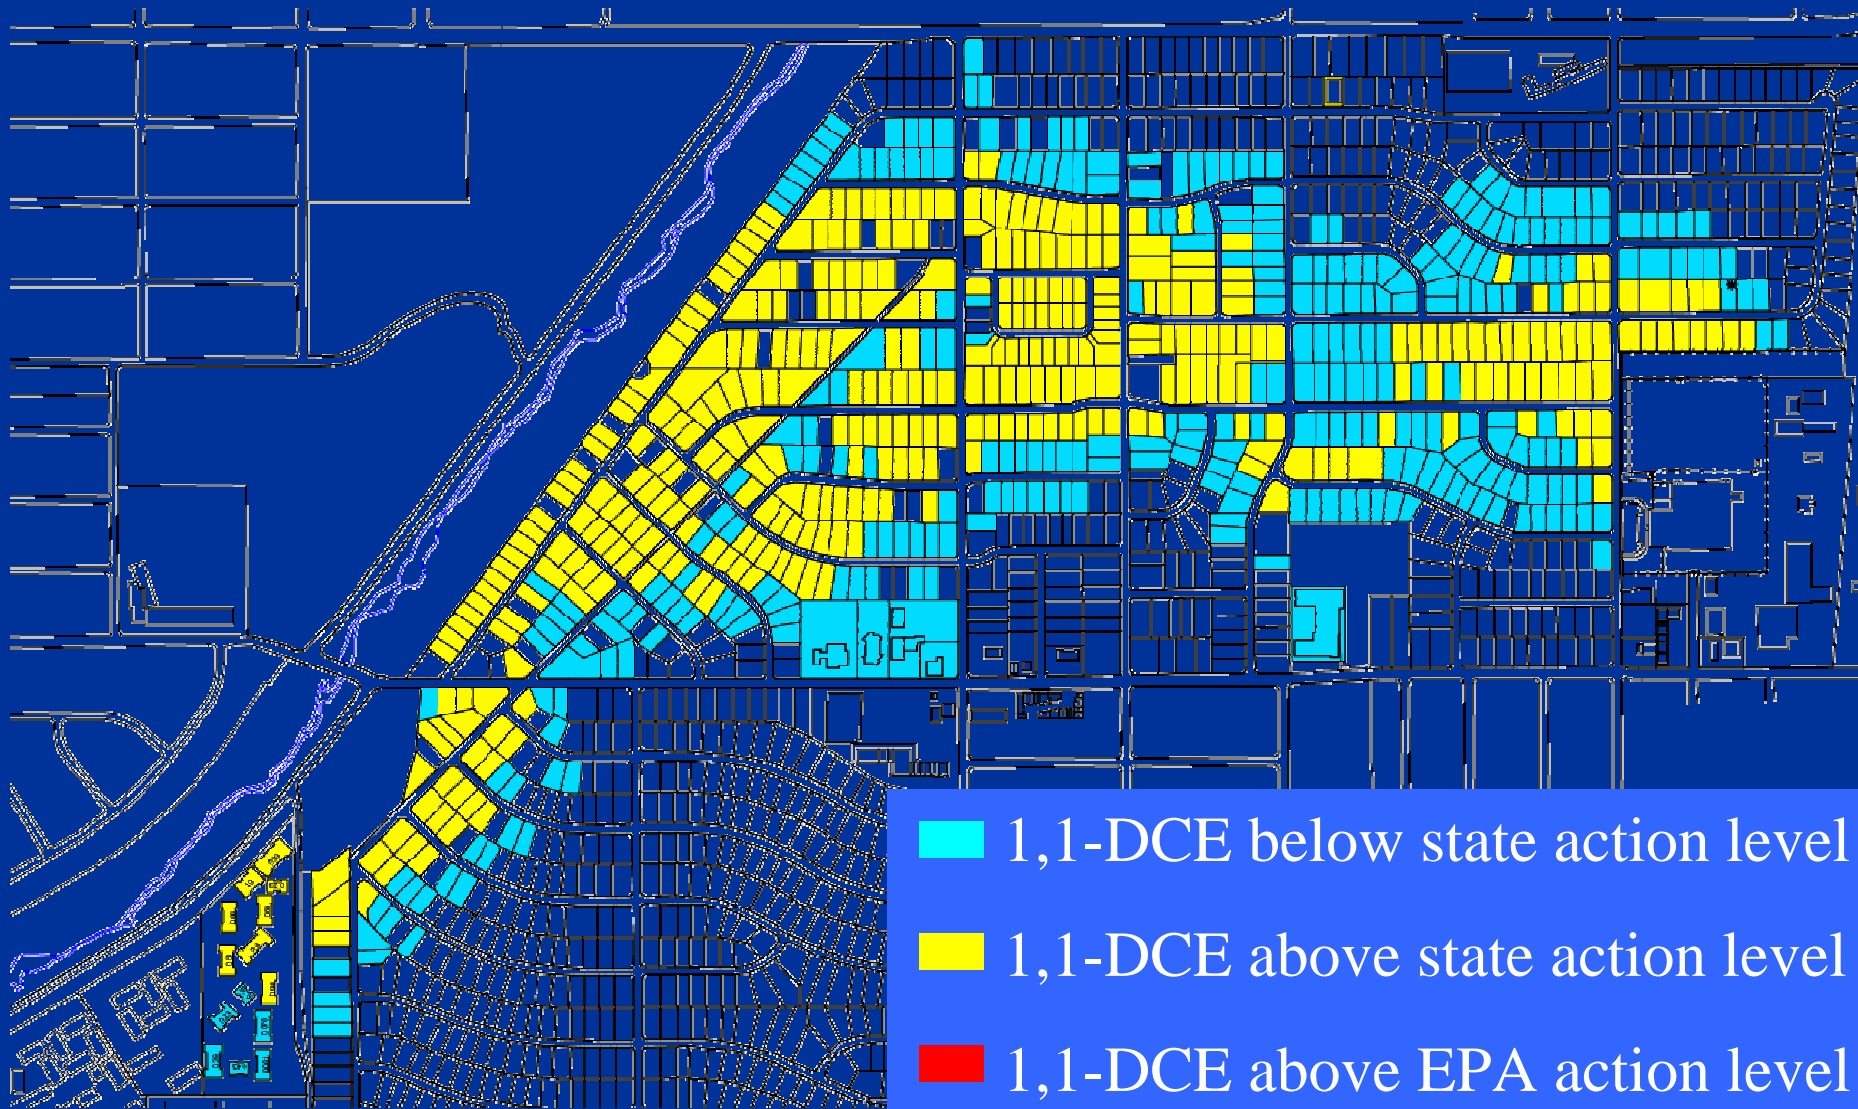 1,1-DCE below state action level
1,1-DCE above state action level
1,1-DCE above EPA action level